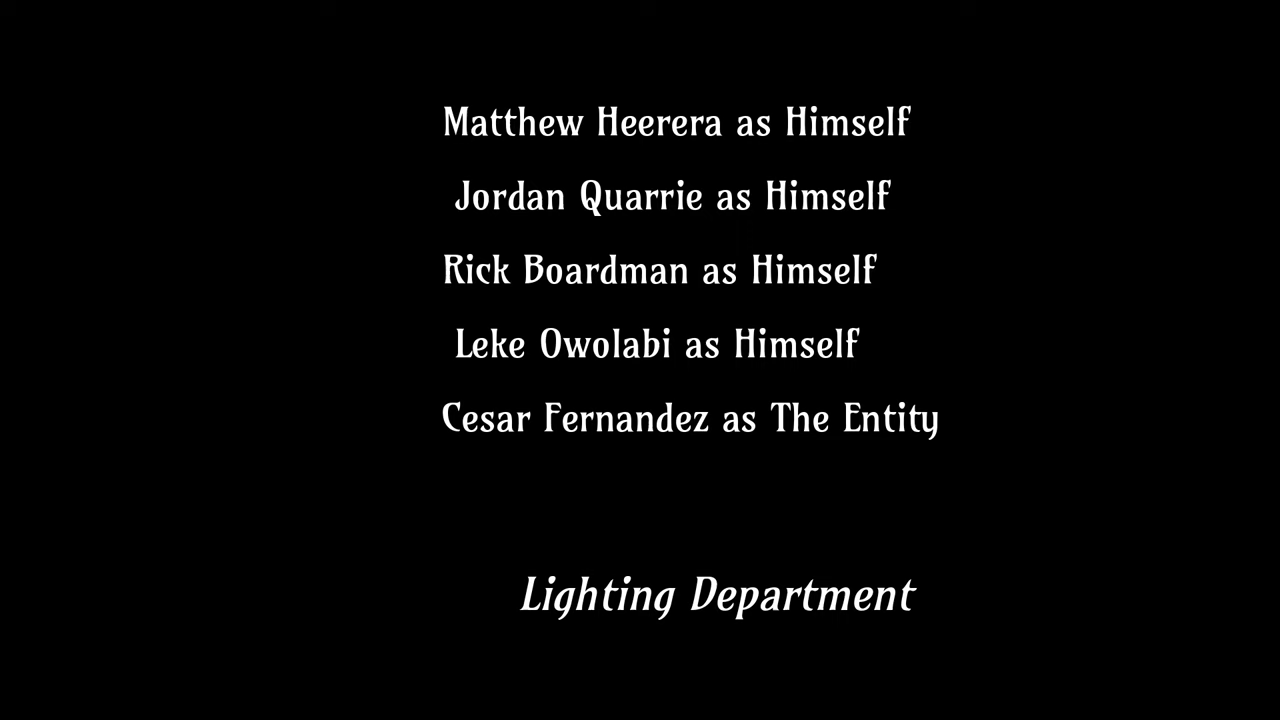 Matthew Heerera as Himself
Jordan Quarrie as Himself
Rick Boardman as Himself
Leke Owolabi as Himself
Cesar Fernandez as The Entity
Lighting Department